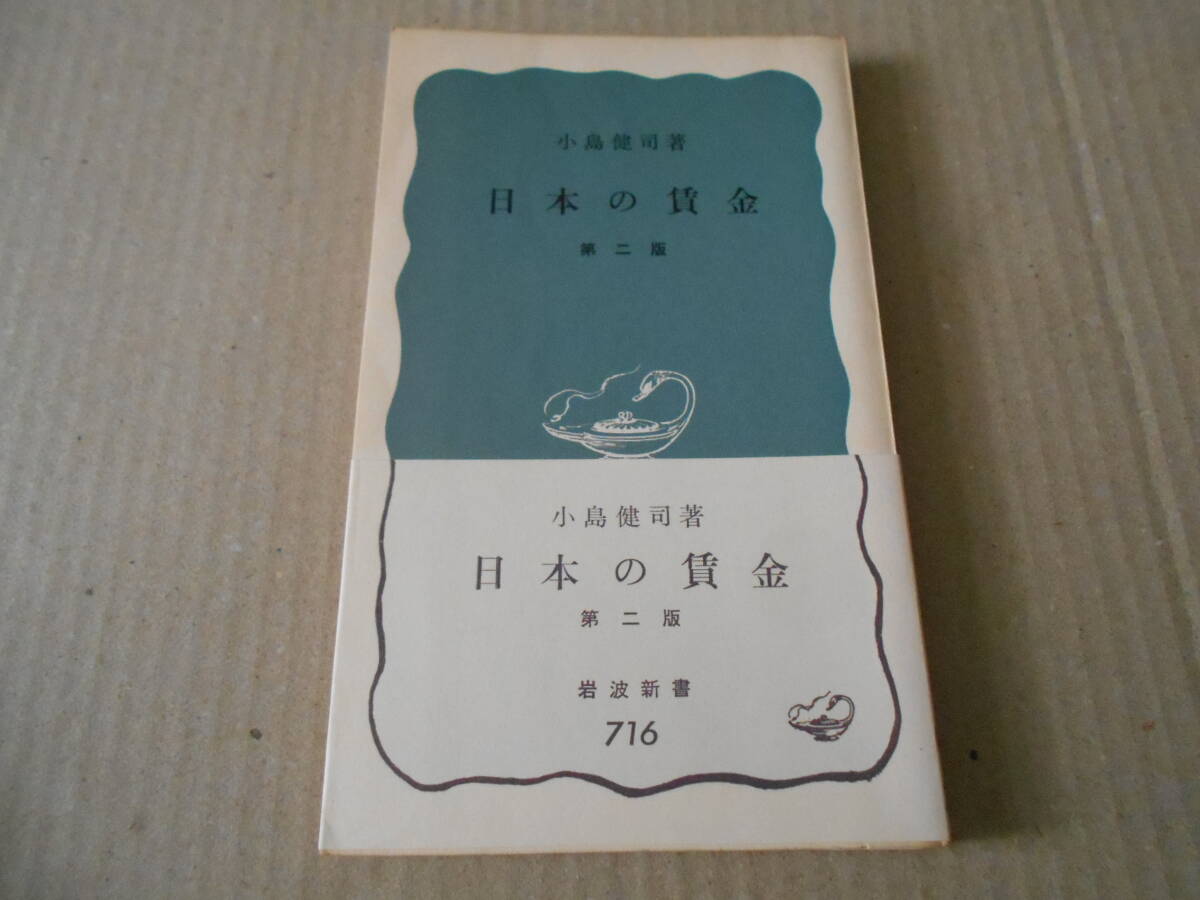 小島健司著
日本の賃金
第二版
小島健司著
日本の賃金
第二版
岩波新書
716